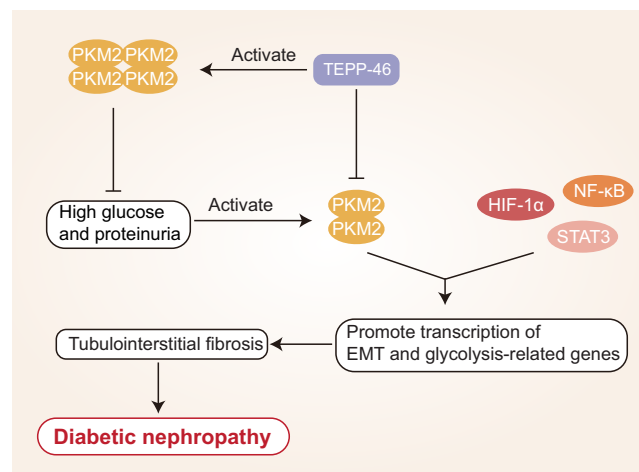 PKM2 PKM2
PKM2 PKM2
Activate
TEPP-46
High glucose
and proteinuria
Activate
PKM2
PKM2
HIF-1α
NF-κB
STAT3
Promote transcription of
EMT and glycolysis-related genes
Tubulointerstitial fibrosis
Diabetic nephropathy